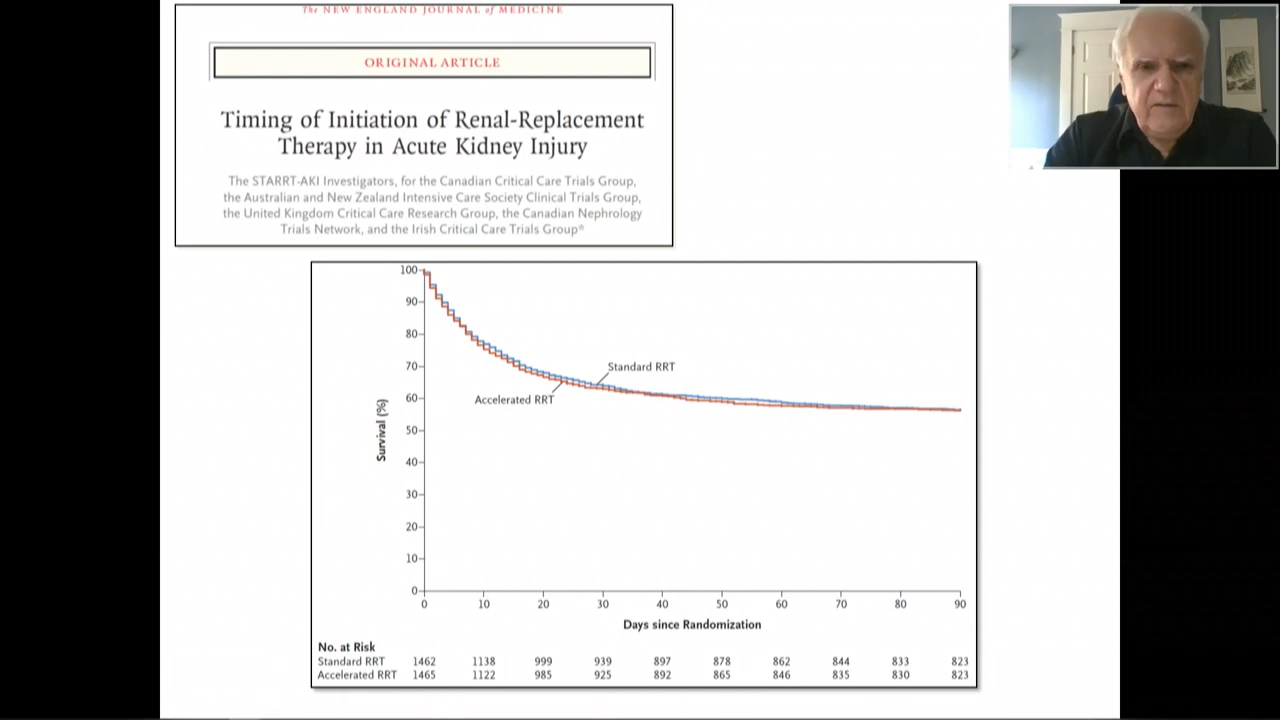 The NEW ENGLAND JOURNAL of MEDICINE
ORIGINAL ARTICLE
Timing of Initiation of Renal-Replacement
Therapy in Acute Kidney Injury
The STARRT-AKI Investigators, for the Canadian Critical Care Trials Group,
the Australian and New Zealand Intensive Care Society Clinical Trials Group,
the United Kingdom Critical Care Research Group, the Canadian Nephrology
Trials Network, and the Irish Critical Care Trials Group*
100
90
80
70
60
50
40
30
20
10
0
Survival (%)
Standard RRT
Accelerated RRT
0 10 20 30 40 50 60 70 80 90
Days since Randomization
No. at Risk
Standard RRT 1462 1138 999 939 897 878 862 844 833 823
Accelerated RRT 1465 1122 985 925 892 865 846 835 830 823